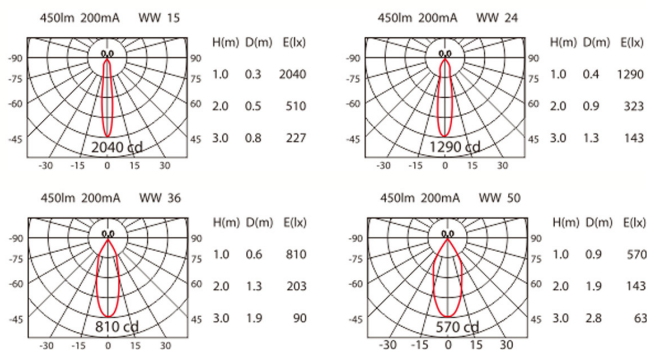 450lm 200mA WW 15
H(m) D(m) E(lx)
0,0
-90 90
1.0 0.3 2040
-75 75
-60 60
2.0 0.5 510
-45 45
3.0 0.8 227
2040 cd
-30 -15 0 15 30
450lm 200mA WW 24
H(m) D(m) E(lx)
0,0
-90 90
1.0 0.4 1290
-75 75
-60 60
2.0 0.9 323
-45 45
3.0 1.3 143
1290 cd
-30 -15 0 15 30
450lm 200mA WW 36
H(m) D(m) E(lx)
0,0
-90 90
1.0 0.6 810
-75 75
-60 60
2.0 1.3 203
-45 45
3.0 1.9 90
810 cd
-30 -15 0 15 30
450lm 200mA WW 50
H(m) D(m) E(lx)
0,0
-90 90
1.0 0.9 570
-75 75
-60 60
2.0 1.9 143
-45 45
3.0 2.8 63
570 cd
-30 -15 0 15 30